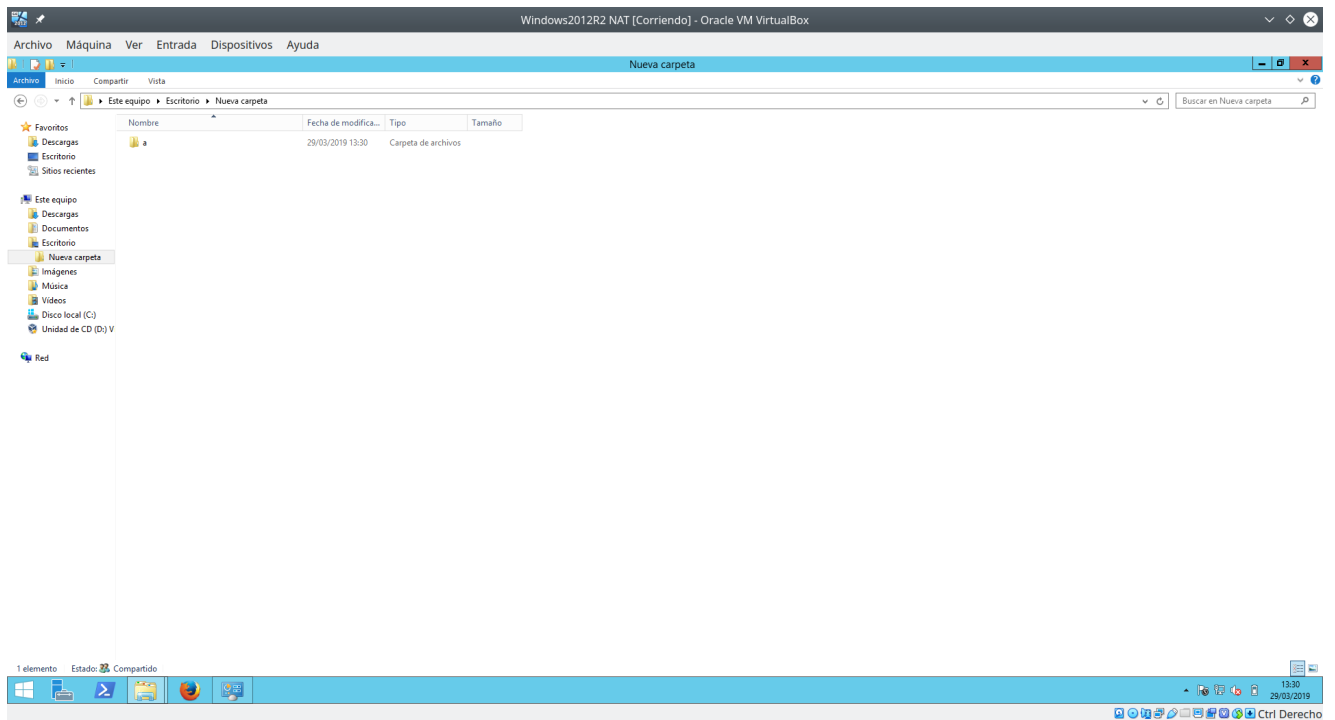 Windows2012R2 NAT [Corriendo] - Oracle VM VirtualBox
Archivo Máquina Ver Entrada Dispositivos Ayuda
Nueva carpeta
Archivo Inicio Compartir Vista
Este equipo Escritorio Nueva carpeta
Buscar en Nueva carpeta
Nombre Fecha de modifica... Tipo Tamaño
a 29/03/2019 13:30 Carpeta de archivos
Favoritos
Descargas
Escritorio
Sitios recientes
Este equipo
Descargas
Documentos
Escritorio
Nueva carpeta
Imágenes
Música
Vídeos
Disco local (C:)
Unidad de CD (D:) V
Red
1 elemento Estado: Compartido
13:30
29/03/2019
Ctrl Derecho